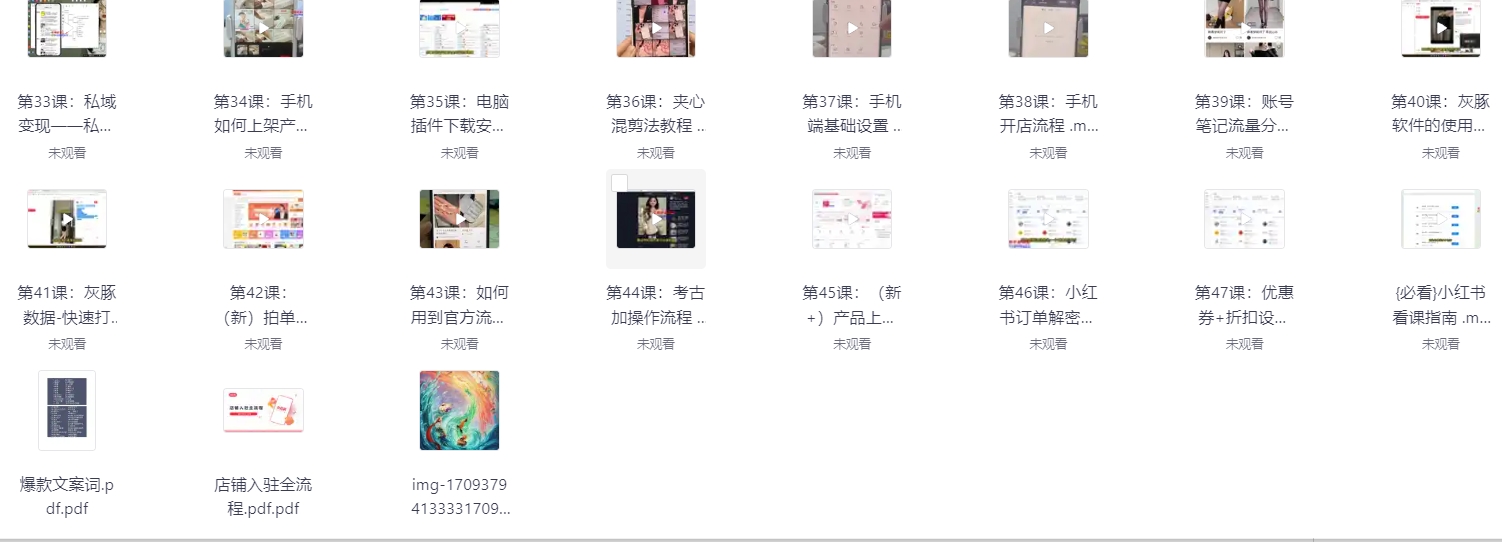 第33课：私域
变现——私...
未观看
第34课：手机
如何上架产...
未观看
第35课：电脑
插件下载安...
未观看
第36课：夹心
混剪法教程 ..
未观看
第37课：手机
端基础设置 ..
未观看
第38课：手机
开店流程 .m...
未观看
第39课：账号
笔记流量分...
未观看
第40课：灰豚
软件的使用...
未观看
第41课：灰豚
数据-快速打..
未观看
第42课：
（新）拍单...
未观看
第43课：如何
用到官方流...
未观看
第44课：考古
加操作流程 ..
未观看
第45课：（新
+）产品上...
未观看
第46课：小红
书订单解密...
未观看
第47课：优惠
券+折扣设...
未观看
{必看}小红书
看课指南 .m...
未观看
爆款文案词.p
df.pdf
店铺入驻全流
程.pdf.pdf
img-1709379
4133331709...